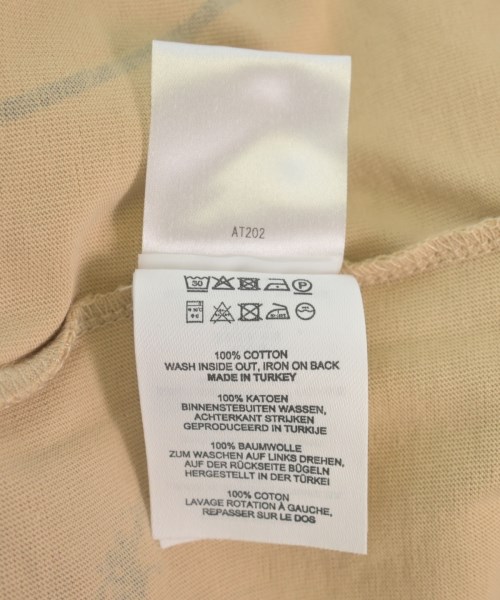 AT202
30
P
100% COTTON
WASH INSIDE OUT, IRON ON BACK
MADE IN TURKEY
100% KATOEN
BINNENSTEBUITEN WASSEN,
ACHTERKANT STRIJKEN
GEPRODUCEERD IN TURKIJE
100% BAUMWOLLE
ZUM WASCHEN AUF LINKS DREHEN,
AUF DER RÜCKSEITE BÜGELN
HERGESTELLT IN DER TÜRKEI
100% COTON
LAVAGE ROTATION À GAUCHE,
REPASSER SUR LE DOS